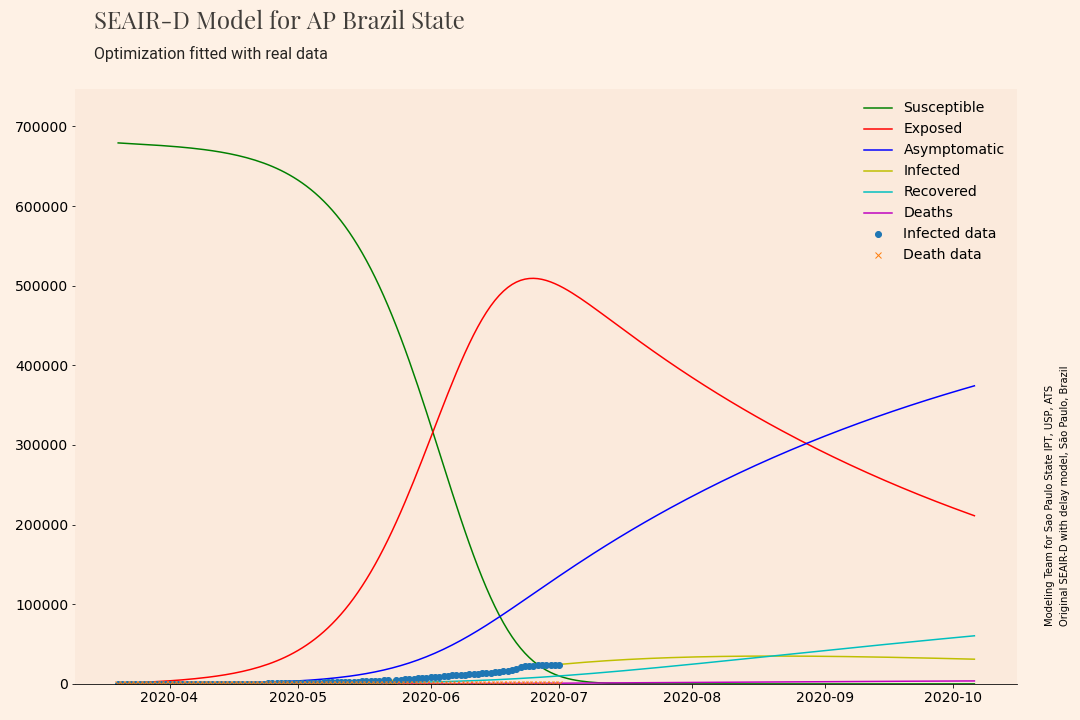 SEAIR-D Model for AP Brazil State
Optimization fitted with real data
Susceptible
Exposed
Asymptomatic
Infected
Recovered
Deaths
Infected data
Death data
700000
600000
500000
400000
300000
200000
100000
0
2020-04
2020-05
2020-06
2020-07
2020-08
2020-09
2020-10
Modeling Team for Sao Paulo State IPT, USP, ATS
Original SEAIR-D with delay model, São Paulo, Brazil